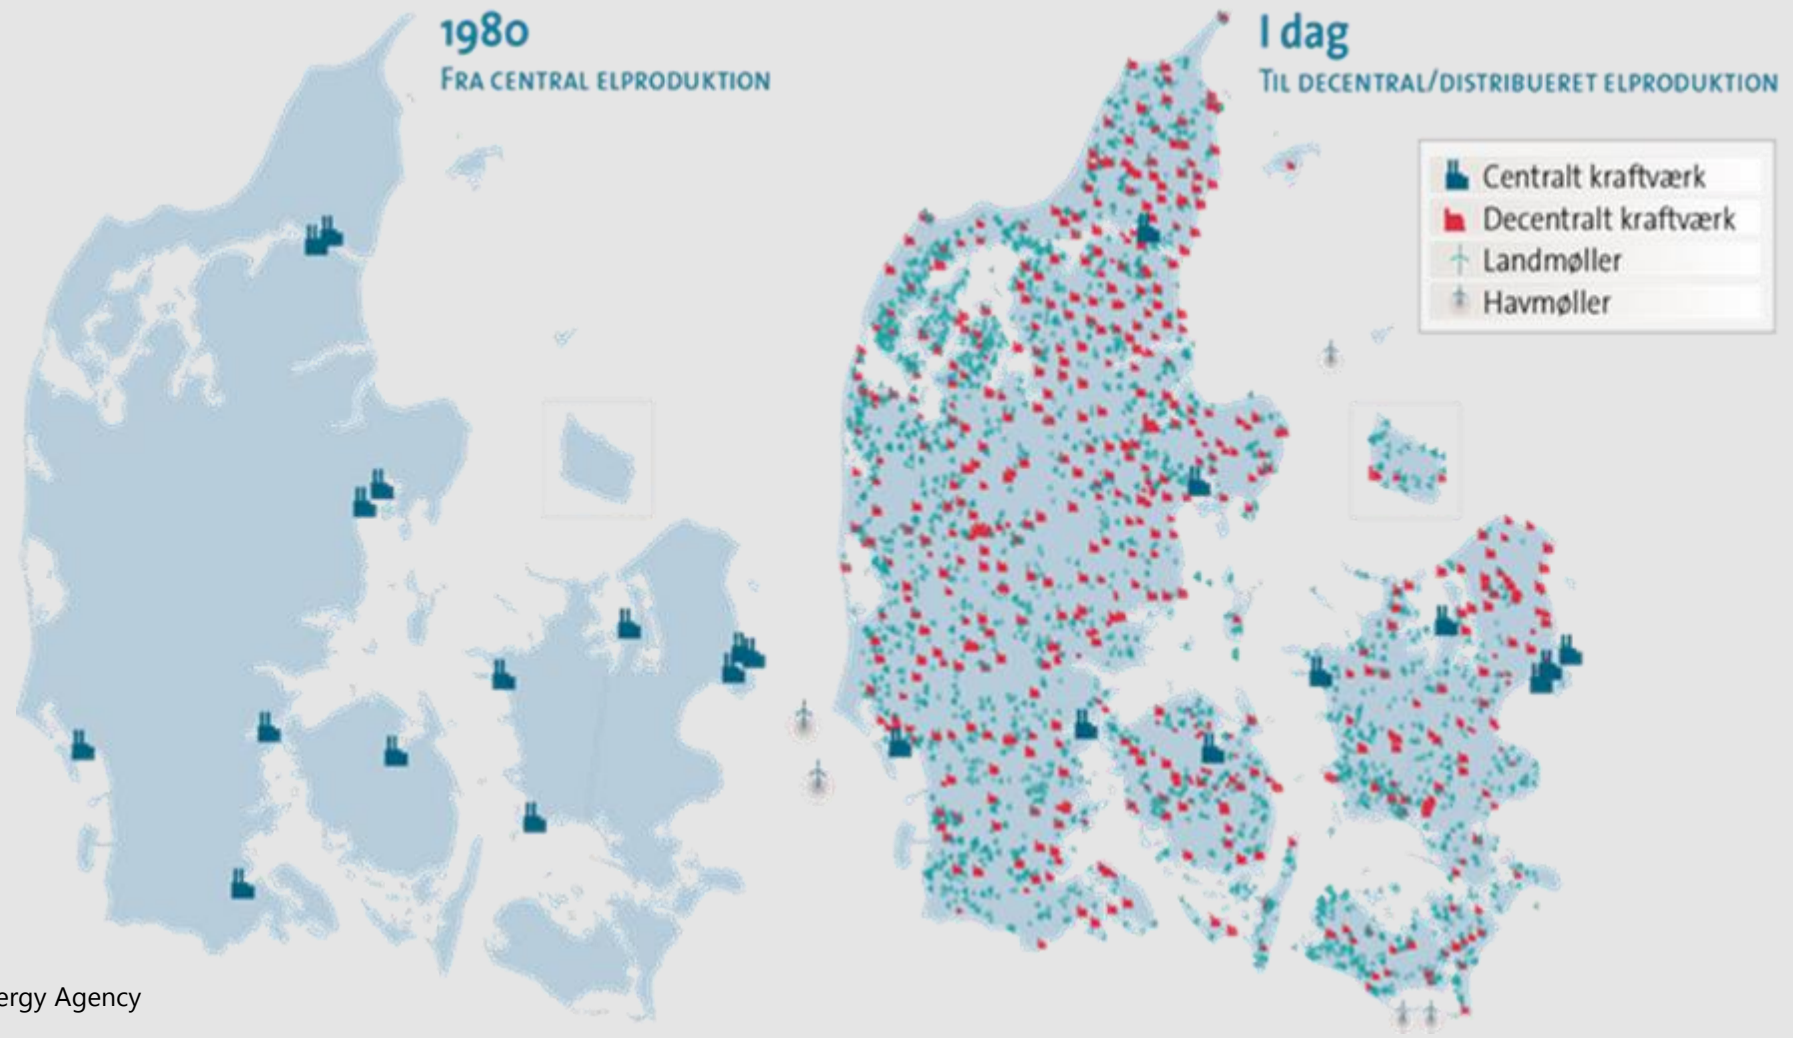 1980
FRA CENTRAL ELPRODUKTION
I dag
TIL DECENTRAL/DISTRIBUERET ELPRODUKTION
Centralt kraftværk
Decentralt kraftværk
Landmøller
Havmøller
ergy Agency